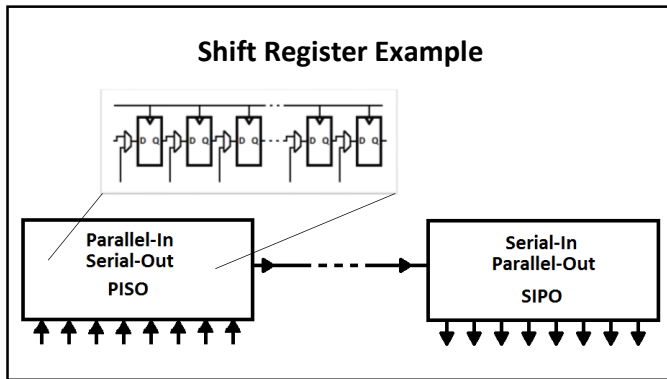 Shift Register Example
D Q D Q D Q D Q D Q
Parallel-In
Serial-Out
PISO
Serial-In
Parallel-Out
SIPO